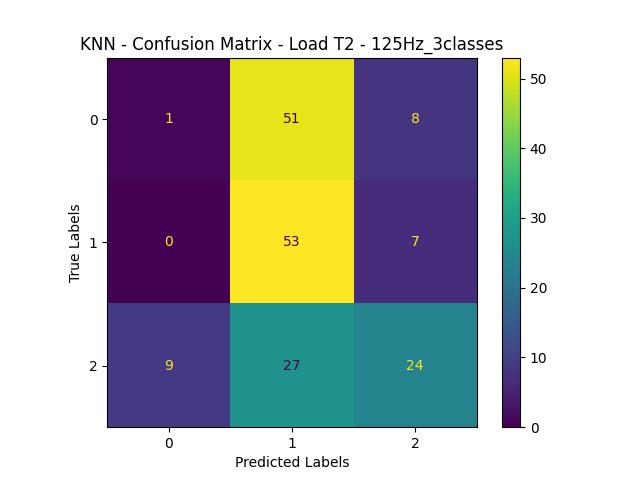 KNN - Confusion Matrix - Load T2 - 125Hz_3classes
True Labels
0 1 51 8
1 0 53 7
2 9 27 24
0 1 2
Predicted Labels
50
40
30
20
10
0